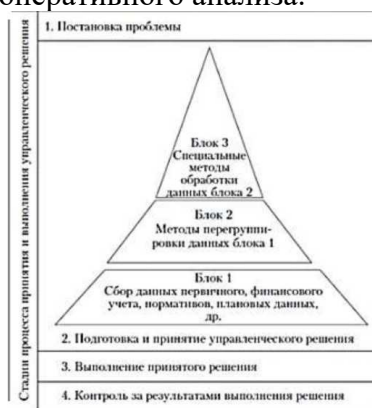 оперативного анализа.
Стадии процесса принятия и выполнения управленческого решения
1. Постановка проблемы
Блок 3
Специальные
методы
обработки
данных блока 2
Блок 2
Методы перегруппи-
ровки данных блока 1
Блок 1
Сбор данных первичного, финансового
учета, нормативов, плановых данных,
др.
2. Подготовка и принятие управленческого решения
3. Выполнение принятого решения
4. Контроль за результатами выполнения решения